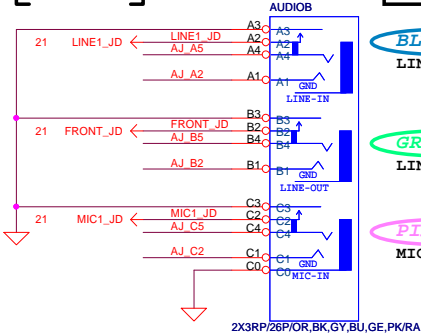 AUDIOB
A3 A3
21 LINE1_JD LINE1_JD A2 A2
AJ_A5 A4 A4
BL
LIN
AJ_A2 A1 A1
GND
LINE-IN
B3 B3
21 FRONT_JD FRONT_JD B2 B2
AJ_B5 B4 B4
GR
LIN
AJ_B2 B1 B1
GND
LINE-OUT
C3 C3
21 MIC1_JD MIC1_JD C2 C2
AJ_C5 C4 C4
PI
MIC
AJ_C2 C1 C1
GND
C0 C0 MIC-IN
2X3RP/26P/OR,BK,GY,BU,GE,PK/RA